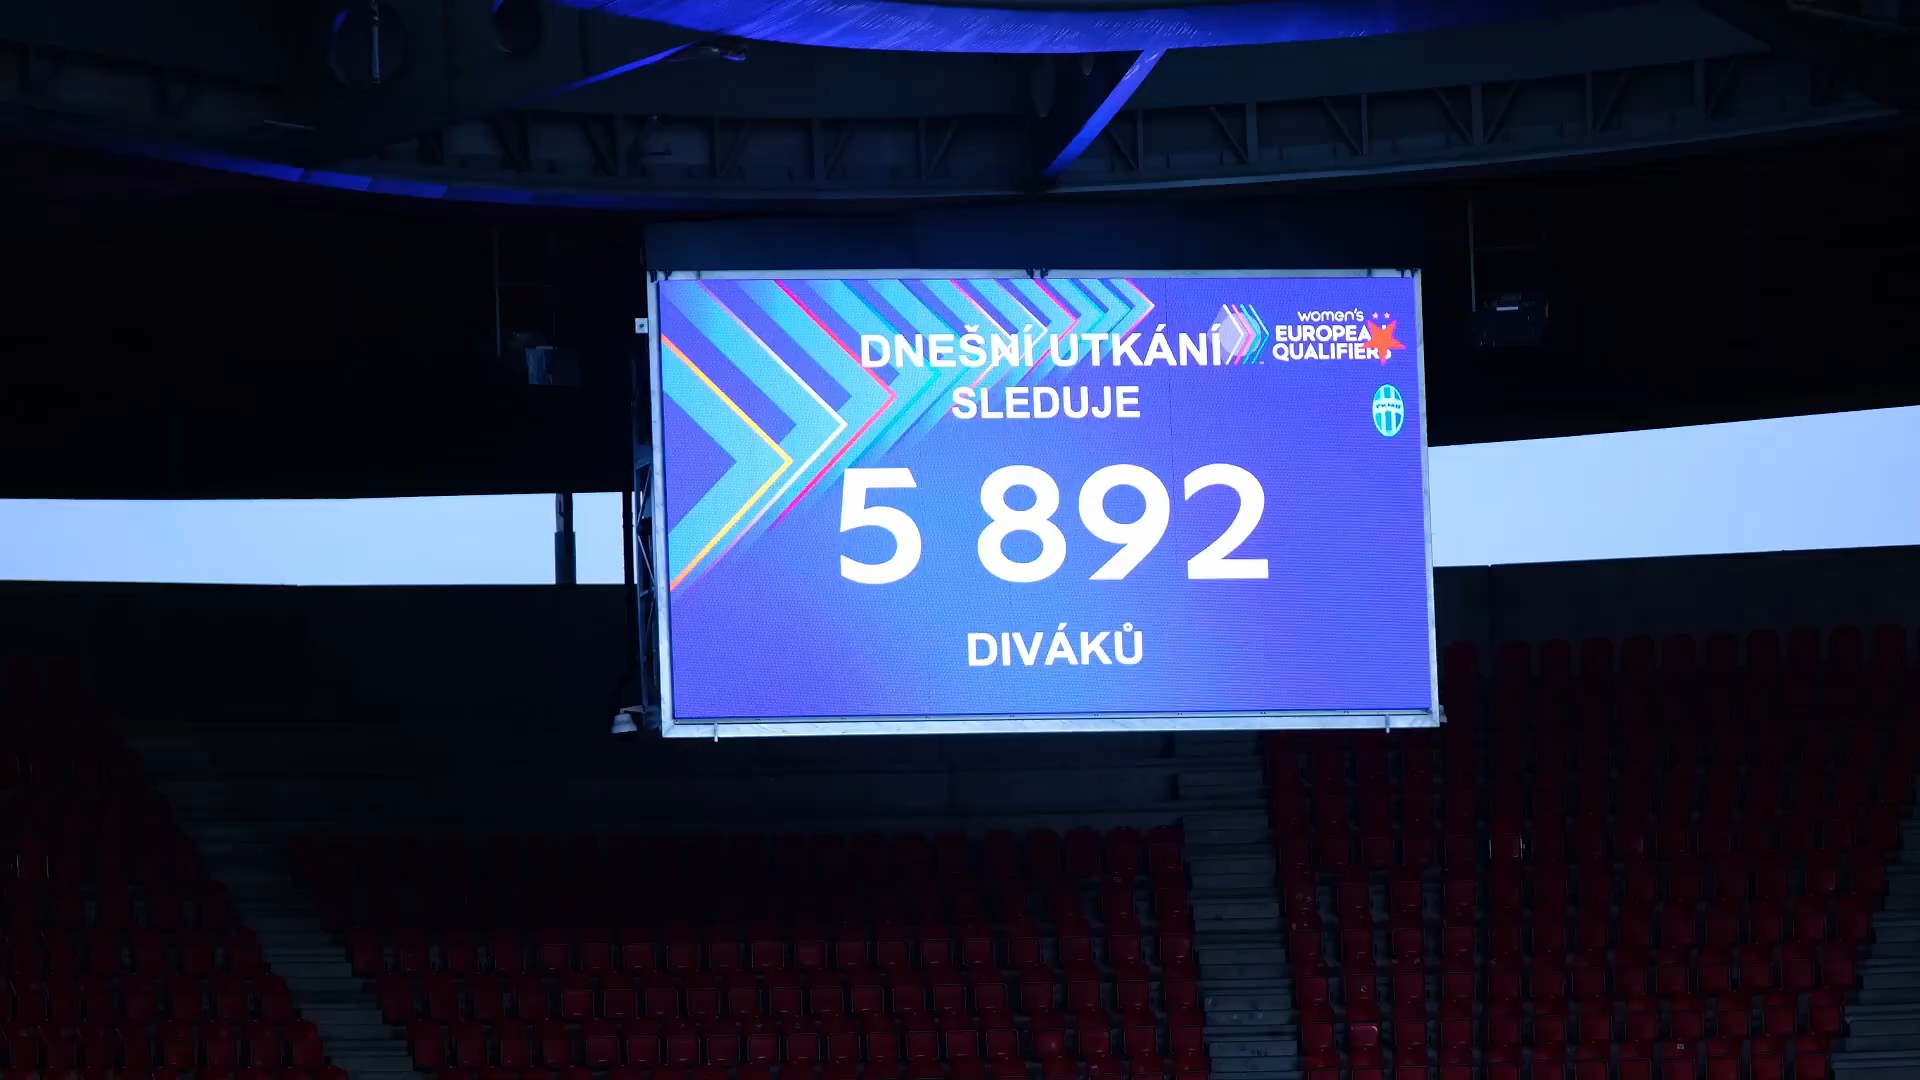 DNEŠNÍ UTKÁNÍ
SLEDUJE
5 892
DIVÁKŮ
women's
EUROPEAN
QUALIFIERS